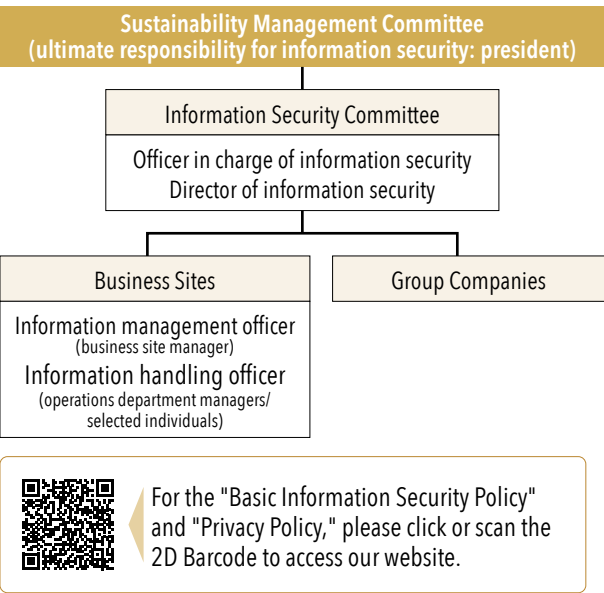 Sustainability Management Committee
(ultimate responsibility for information security: president)
Information Security Committee
Officer in charge of information security
Director of information security
Business Sites
Information management officer
(business site manager)
Information handling officer
(operations department managers/
selected individuals)
Group Companies
For the "Basic Information Security Policy"
and "Privacy Policy," please click or scan the
2D Barcode to access our website.